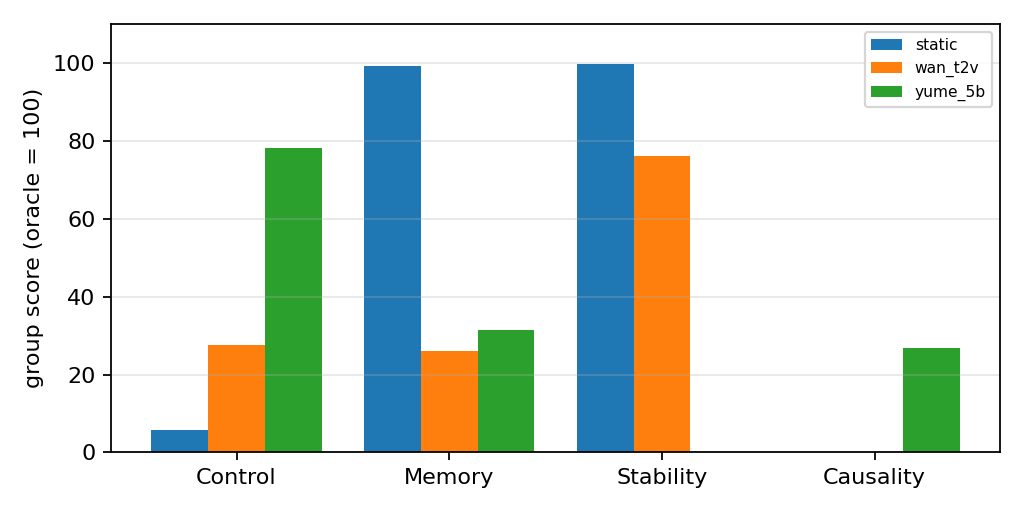 static
wan_t2v
yume_5b
group score (oracle = 100)
100
80
60
40
20
0
Control Memory Stability Causality